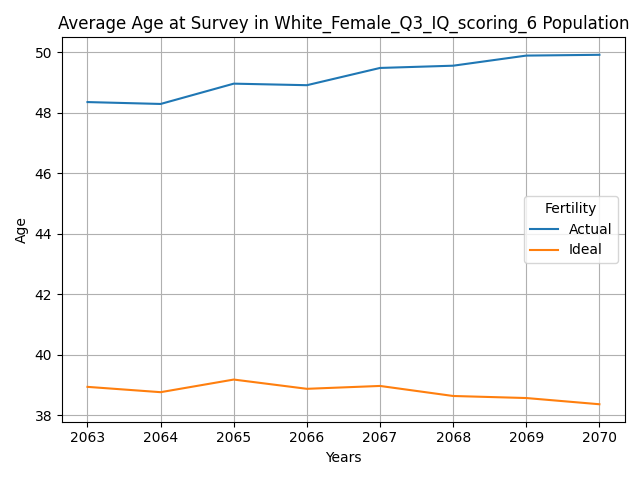 Average Age at Survey in White_Female_Q3_IQ_scoring_6 Population
50
48
46
44
42
40
38
Age
Fertility
Actual
Ideal
2063 2064 2065 2066 2067 2068 2069 2070
Years